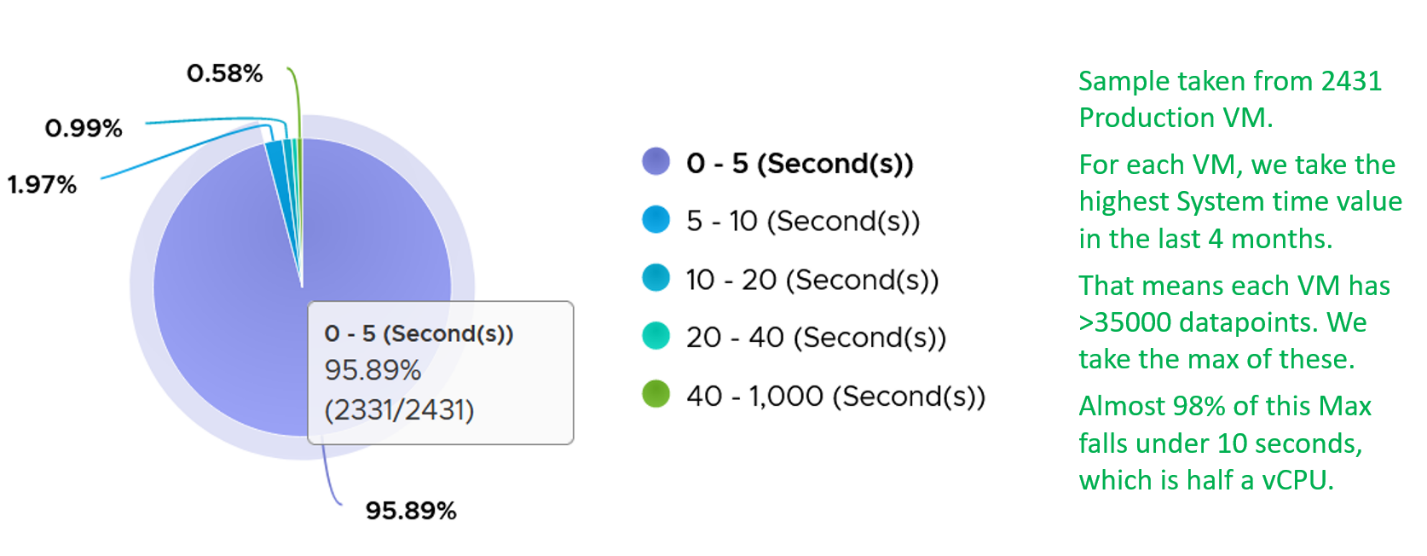 0.58%
0.99%
1.97%
0 - 5 (Second(s))
95.89%
(2331/2431)
95.89%
0 - 5 (Second(s))
5 - 10 (Second(s))
10 - 20 (Second(s))
20 - 40 (Second(s))
40 - 1,000 (Second(s))
Sample taken from 2431
Production VM.
For each VM, we take the
highest System time value
in the last 4 months.
That means each VM has
>35000 datapoints. We
take the max of these.
Almost 98% of this Max
falls under 10 seconds,
which is half a vCPU.